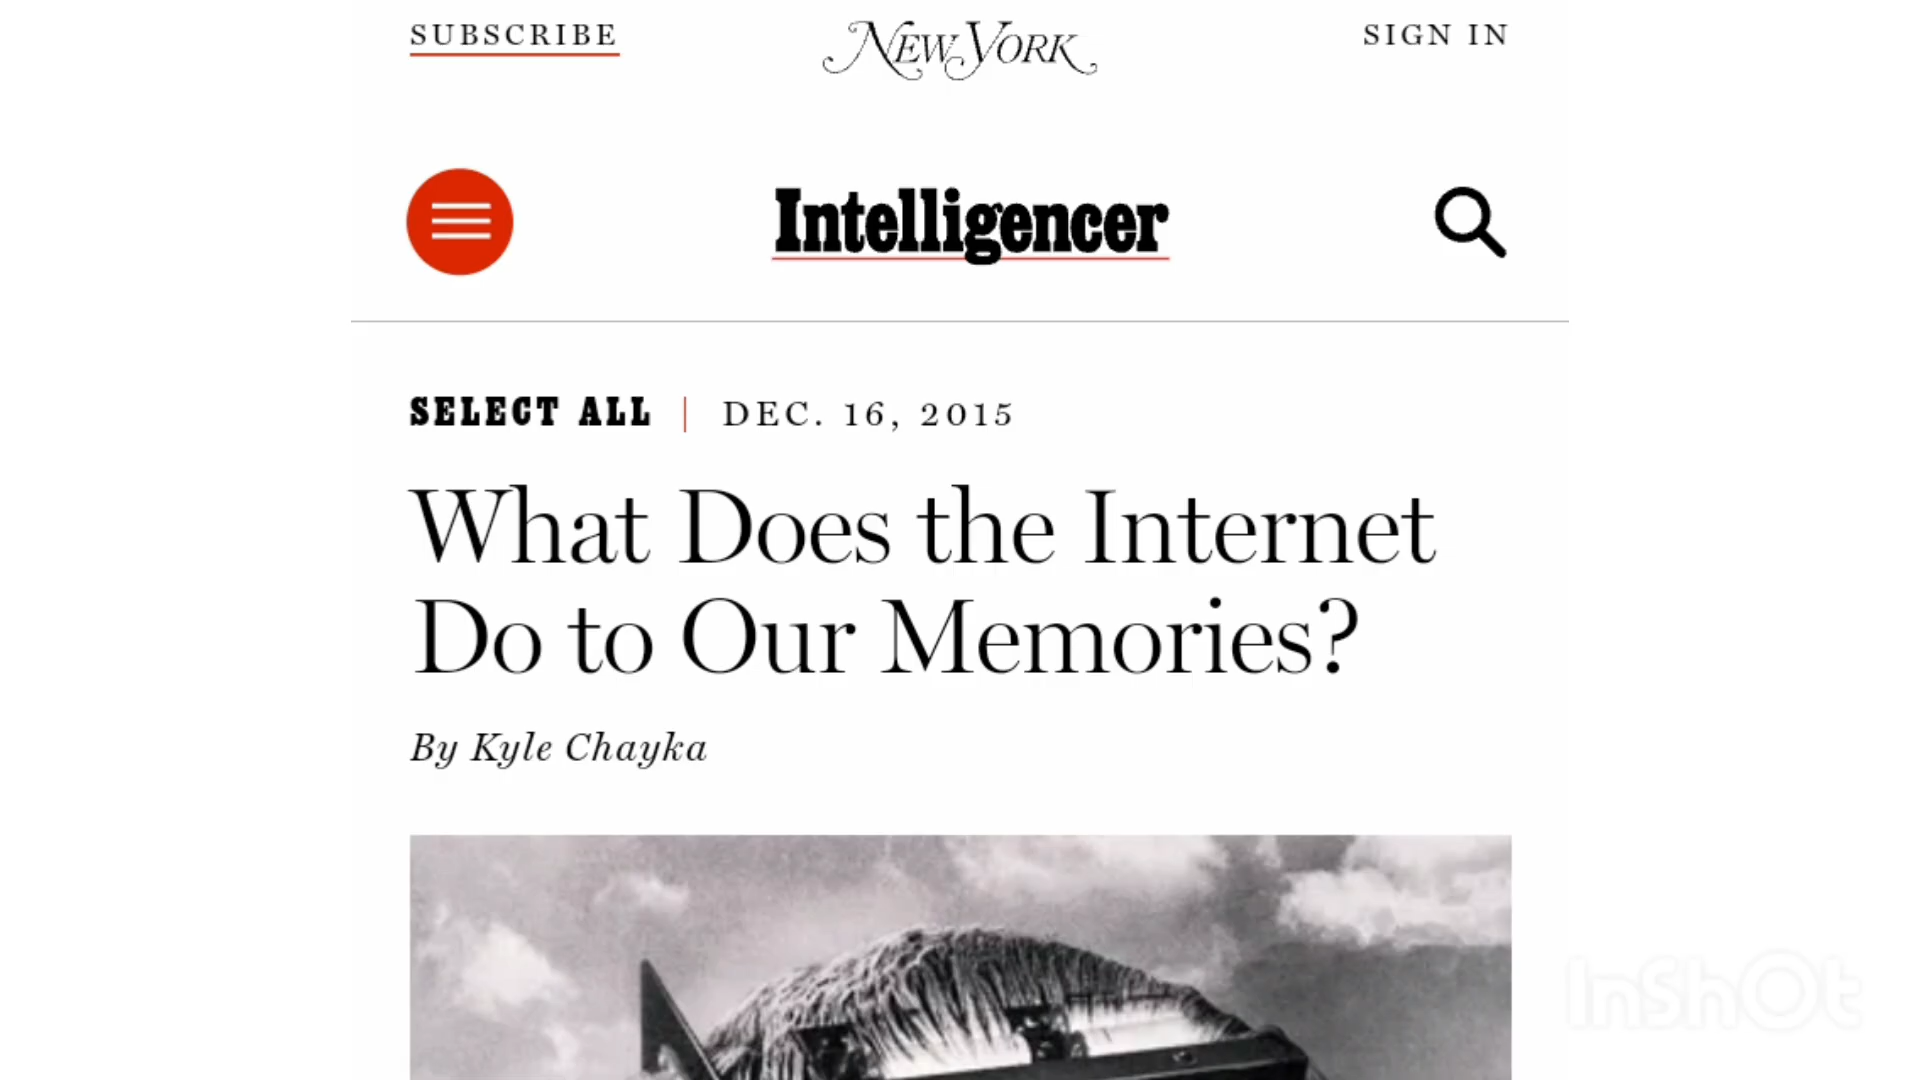 SUBSCRIBE
NEW YORK
SIGN IN
Intelligencer
SELECT ALL | DEC. 16, 2015
What Does the Internet
Do to Our Memories?
By Kyle Chayka
InShOt